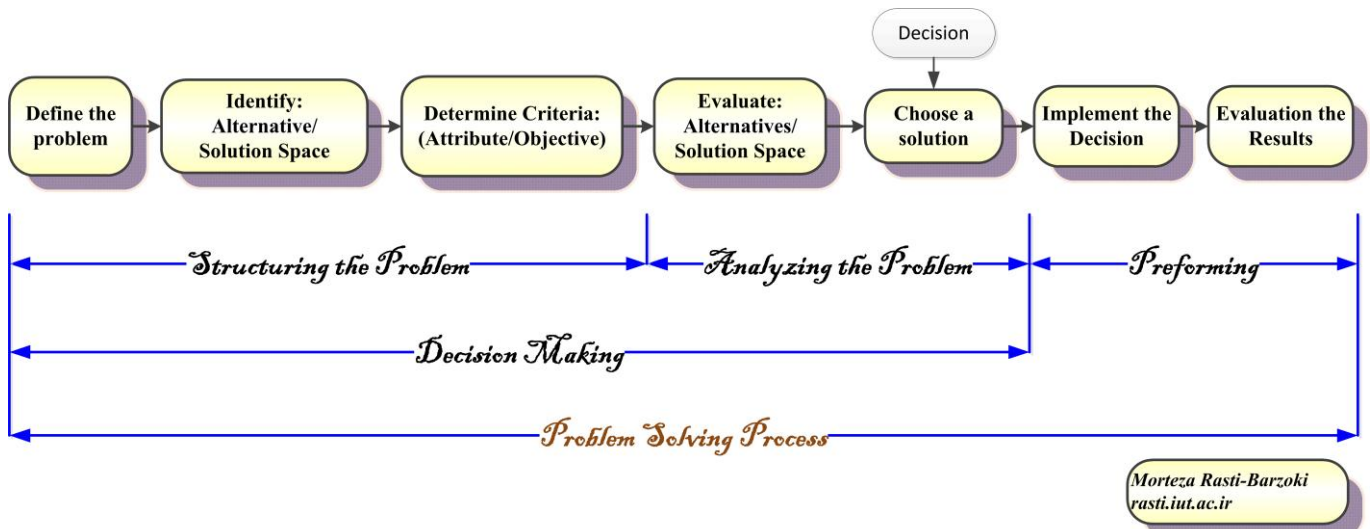 Decision
Define the
problem
Identify:
Alternative/
Solution Space
Determine Criteria:
(Attribute/Objective)
Evaluate:
Alternatives/
Solution Space
Choose a
solution
Implement the
Decision
Evaluation the
Results
Structuring the Problem
Analyzing the Problem
Preforming
Decision Making
Problem Solving Process
Morteza Rasti-Barzoki
rasti.iut.ac.ir